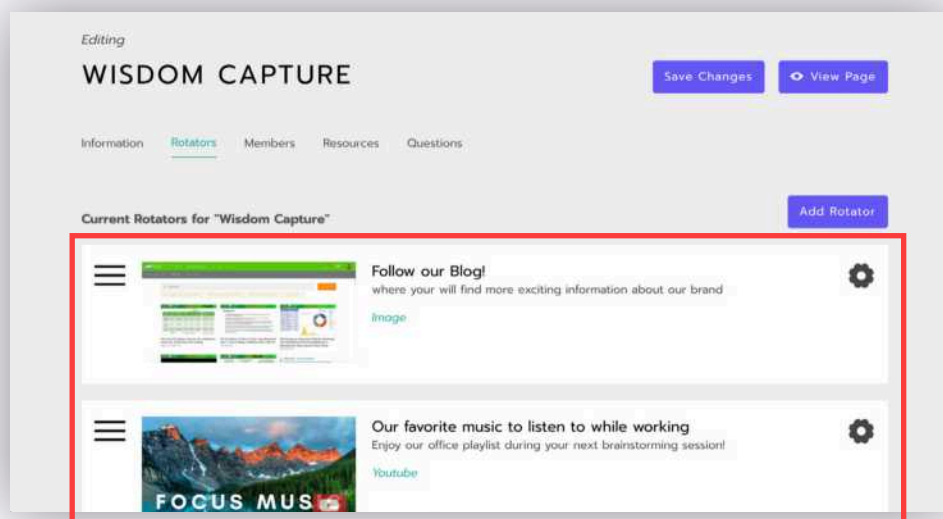 Editing
WISDOM CAPTURE
Save Changes
View Page
Information Rotators Members Resources Questions
Current Rotators for "Wisdom Capture"
Add Rotator
Follow our Blog!
where your will find more exciting information about our brand
Image
Our favorite music to listen to while working
Enjoy our office playlist during your next brainstorming session!
Youtube
FOCUS MUSIC